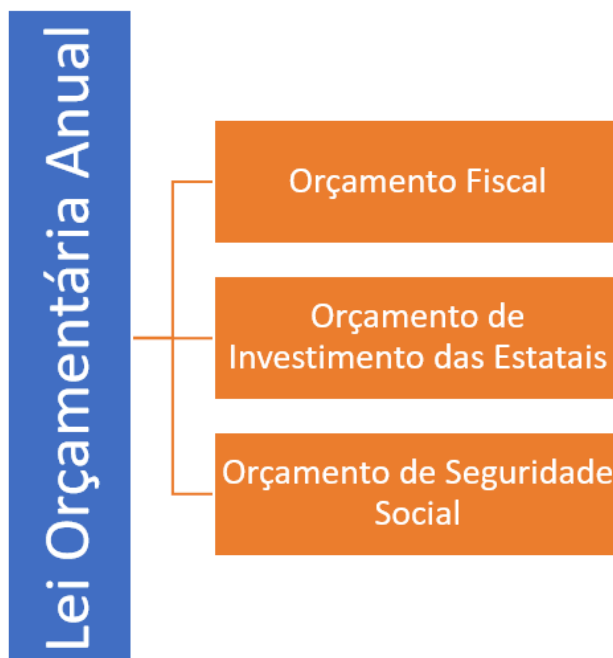 Lei Orçamentária Anual
Orçamento Fiscal
Orçamento de
Investimento das Estatais
Orçamento de Seguridade
Social